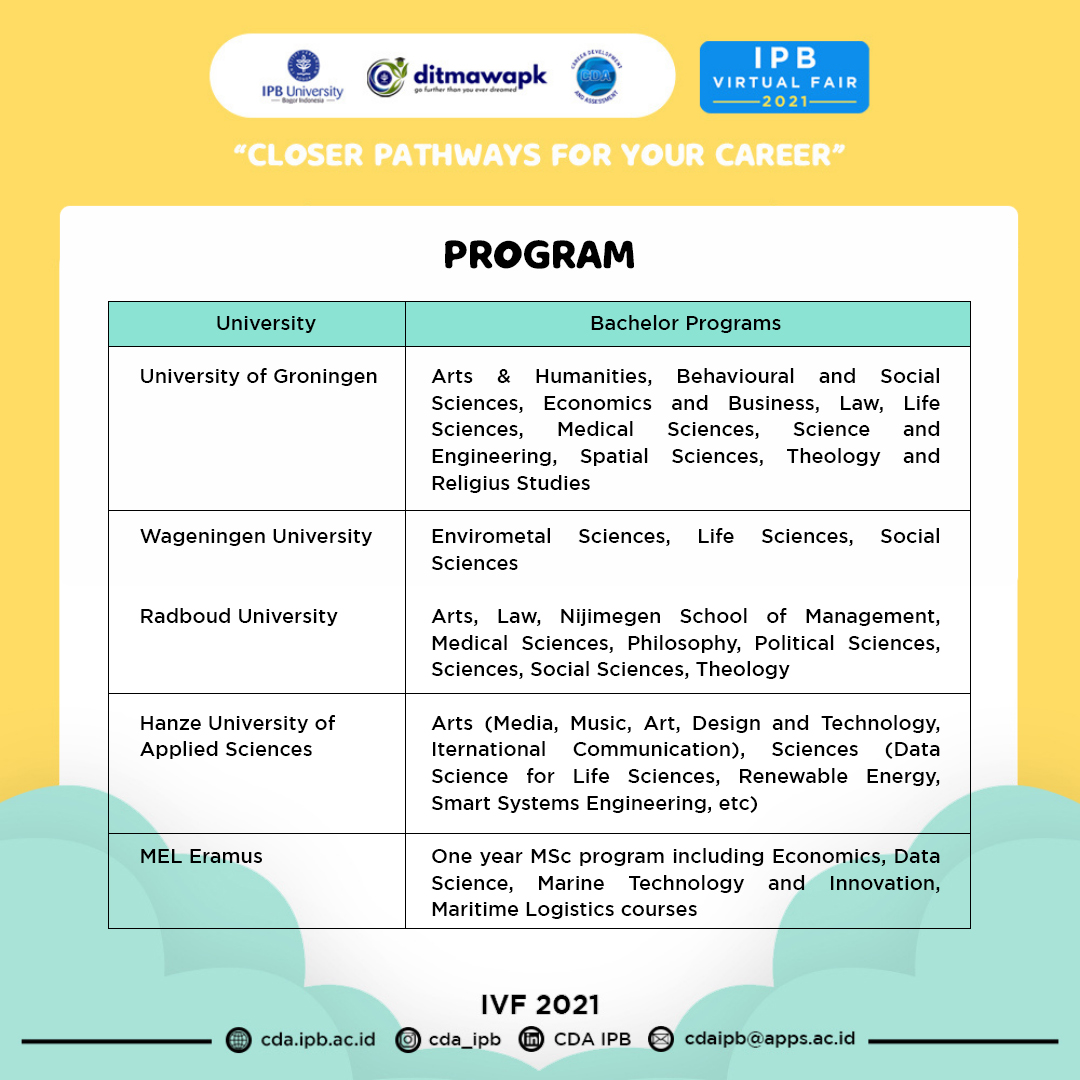 IPB University
Bogor Indonesia
ditmawapk
go further than you ever dreamed
CAREER DEVELOPMENT
CDA
AND ASSESSMENT
IPB
VIRTUAL FAIR
2021
“CLOSER PATHWAYS FOR YOUR CAREER”
PROGRAM
University
Bachelor Programs
University of Groningen
Arts & Humanities, Behavioural and Social
Sciences, Economics and Business, Law, Life
Sciences, Medical Sciences, Science and
Engineering, Spatial Sciences, Theology and
Religius Studies
Wageningen University
Envirometal Sciences, Life Sciences, Social
Sciences
Radboud University
Arts, Law, Nijimegen School of Management,
Medical Sciences, Philosophy, Political Sciences,
Sciences, Social Sciences, Theology
Hanze University of
Applied Sciences
Arts (Media, Music, Art, Design and Technology,
Iternational Communication), Sciences (Data
Science for Life Sciences, Renewable Energy,
Smart Systems Engineering, etc)
MEL Eramus
One year MSc program including Economics, Data
Science, Marine Technology and Innovation,
Maritime Logistics courses
IVF 2021
cda.ipb.ac.id cda_ipb CDA IPB cdaipb@apps.ac.id